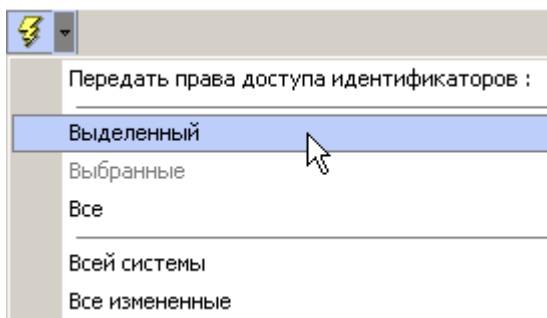 Передать права доступа идентификаторов :
Выделенный
Выбранные
Все
Всей системы
Все измененные